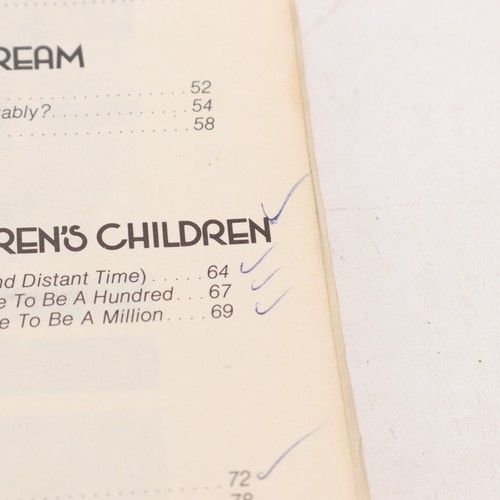 REAM
52
ably? 54
58
REN'S CHILDREN
nd Distant Time) 64
e To Be A Hundred 67
e To Be A Million 69
72
78